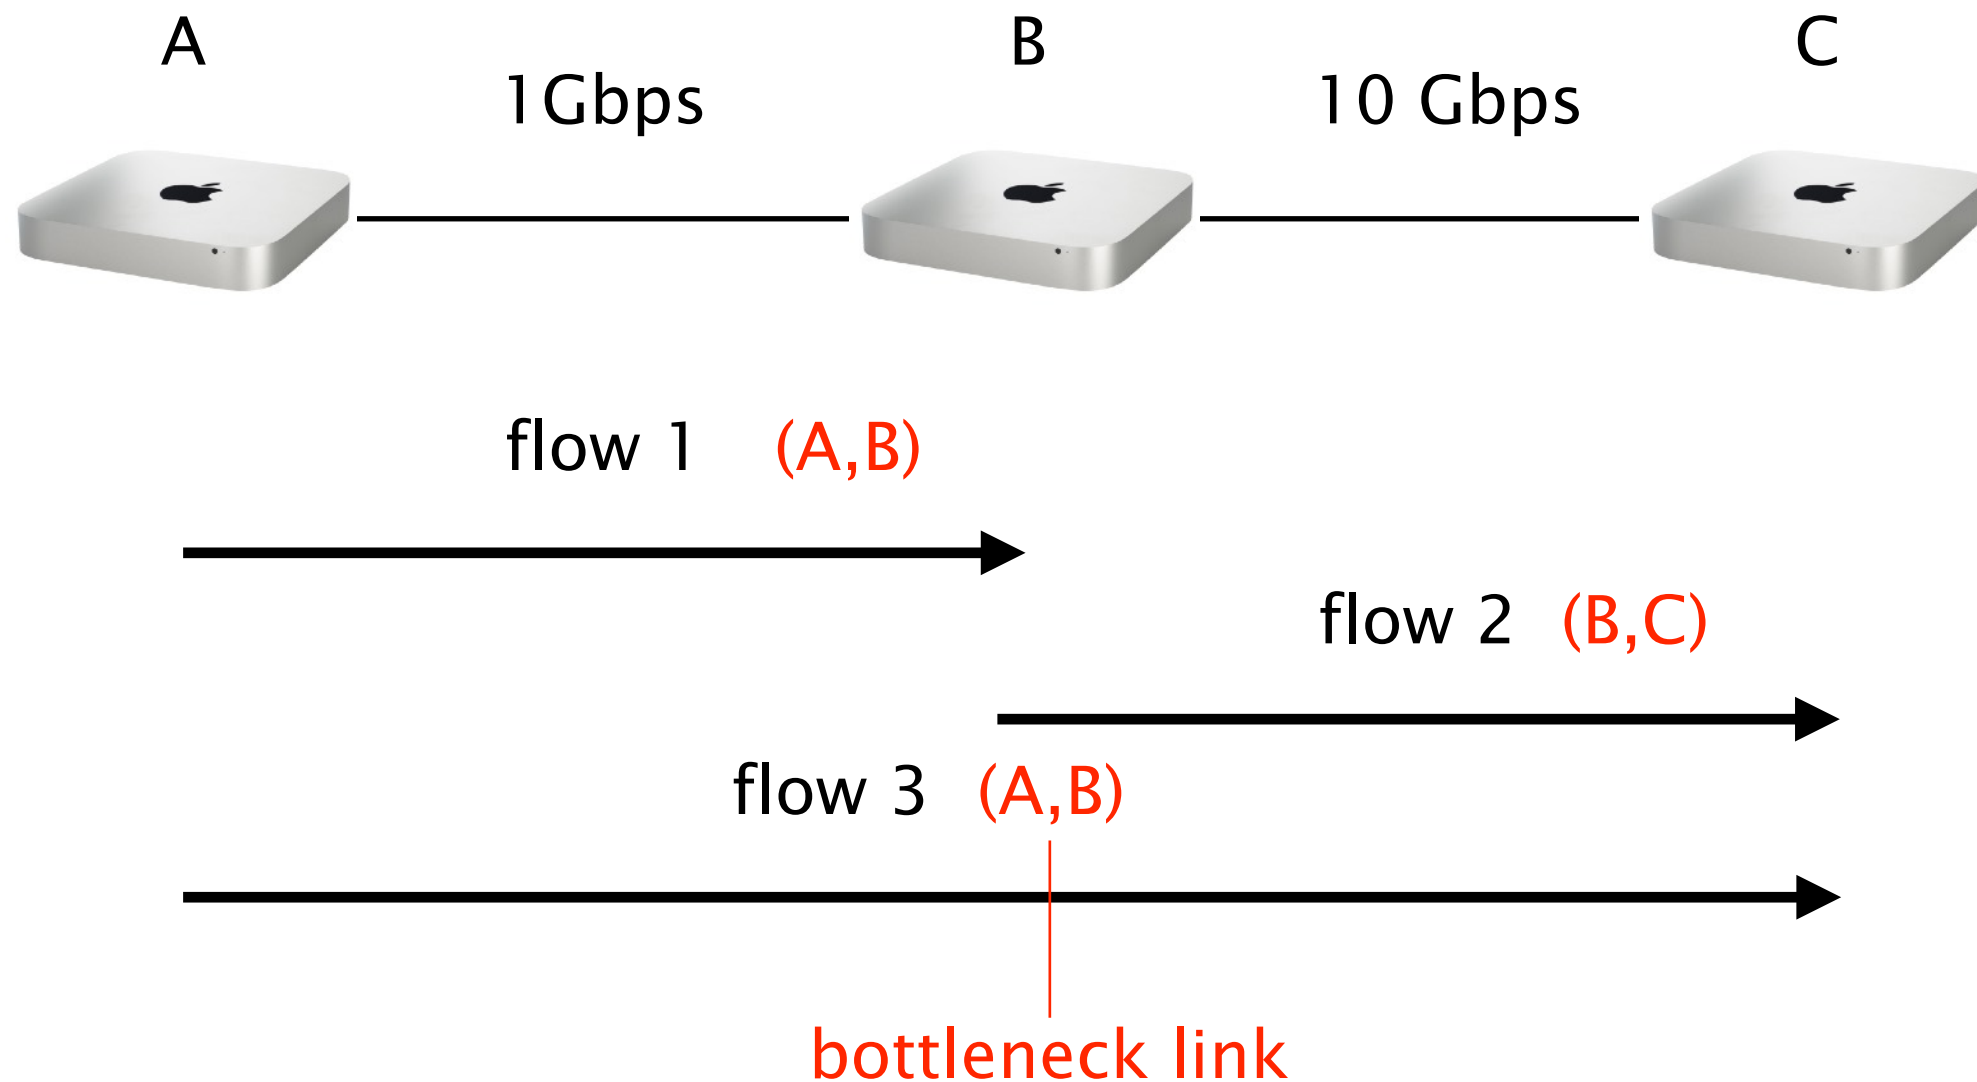 A B C
1Gbps 10 Gbps
flow 1 (A,B)
flow 2 (B,C)
flow 3 (A,B)
bottleneck link